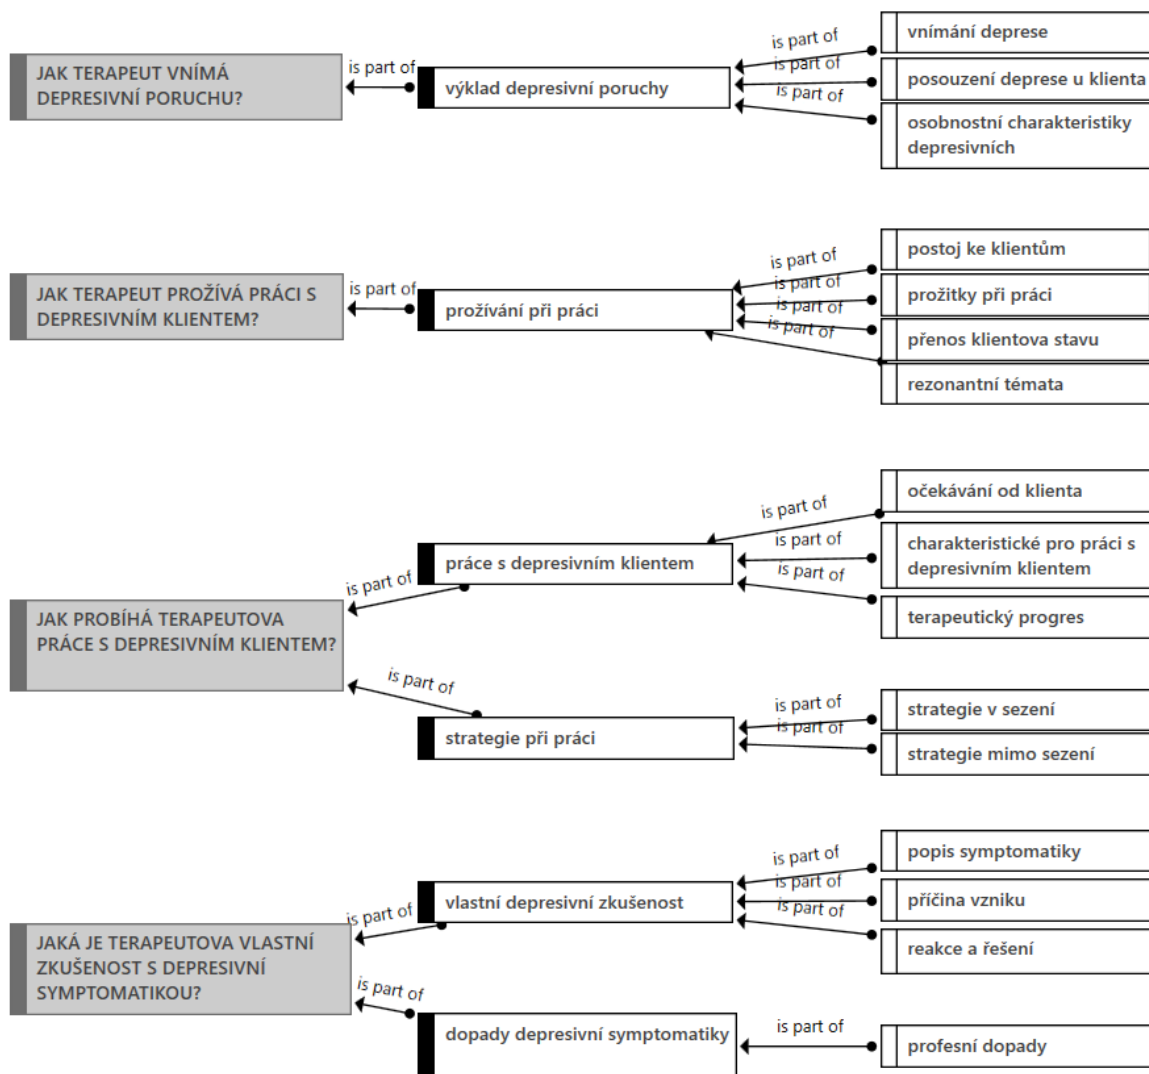 JAK TERAPEUT VNÍMÁ
DEPRESIVNÍ PORUCHU?
is part of
výklad depresivní poruchy
is part of
is part of
is part of
vnímání deprese
posouzení deprese u klienta
osobnostní charakteristiky
depresivních
JAK TERAPEUT PROŽÍVÁ PRÁCI S
DEPRESIVNÍM KLIENTEM?
is part of
prožívání při práci
is part of
is part of
is part of
is part of
postoj ke klientům
prožitky při práci
přenos klientova stavu
rezonantní témata
JAK PROBÍHÁ TERAPEUTOVA
PRÁCE S DEPRESIVNÍM KLIENTEM?
is part of
práce s depresivním klientem
is part of
is part of
is part of
očekávání od klienta
charakteristické pro práci s
depresivním klientem
terapeutický progres
is part of
strategie při práci
is part of
is part of
strategie v sezení
strategie mimo sezení
JAKÁ JE TERAPEUTOVA VLASTNÍ
ZKUŠENOST S DEPRESIVNÍ
SYMPTOMATIKOU?
is part of
vlastní depresivní zkušenost
is part of
is part of
is part of
popis symptomatiky
příčina vzniku
reakce a řešení
is part of
dopady depresivní symptomatiky
is part of
profesní dopady